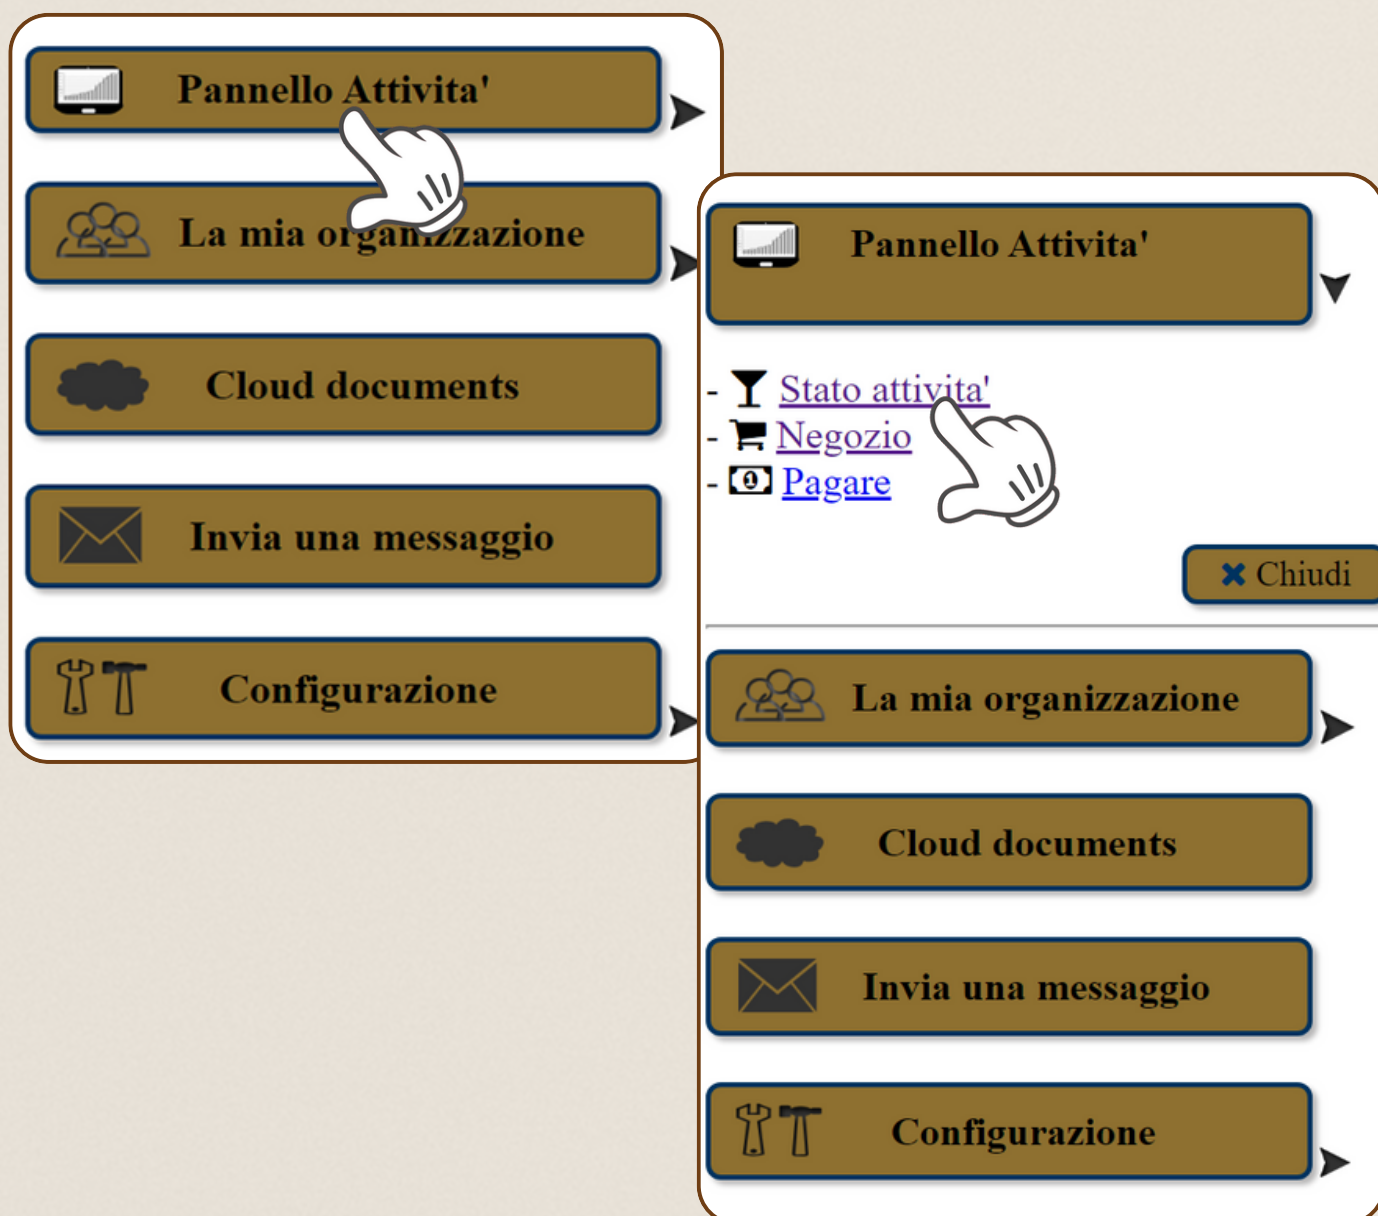 Pannello Attivita'
La mia organizzazione
Cloud documents
Invia una messaggio
Configurazione
Pannello Attivita'
- Stato attivita'
- Negozio
- Pagare
Chiudi
La mia organizzazione
Cloud documents
Invia una messaggio
Configurazione